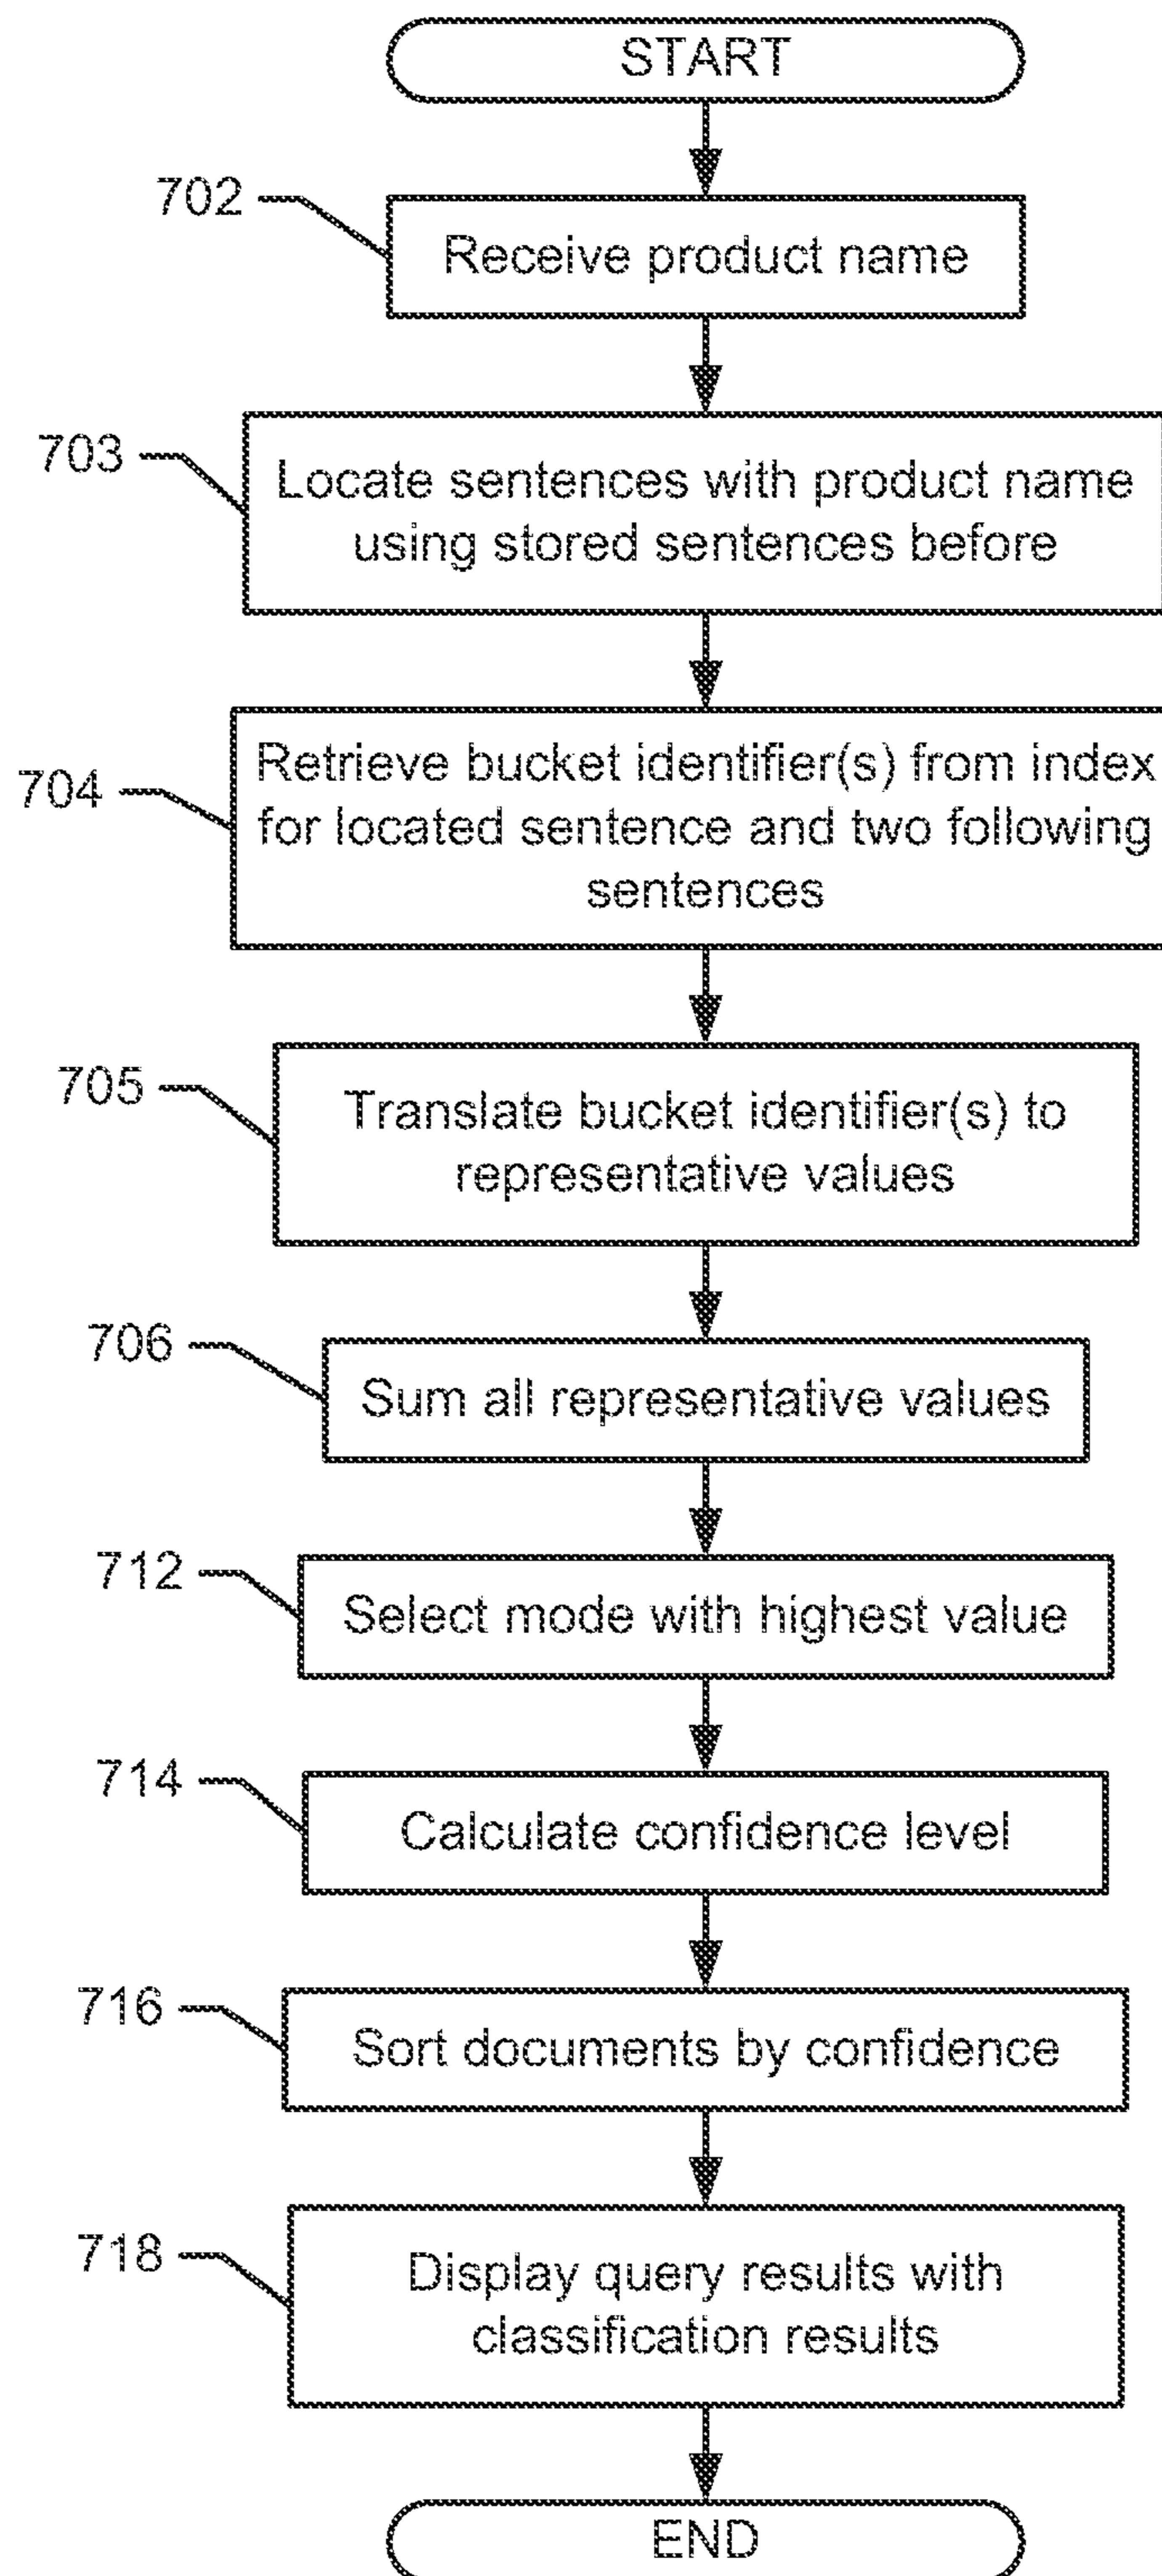 START
702
Receive product name
703
Locate sentences with product name
using stored sentences before
704
Retrieve bucket identifier(s) from index
for located sentence and two following
sentences
705
Translate bucket identifier(s) to
representative values
706
Sum all representative values
712
Select mode with highest value
714
Calculate confidence level
716
Sort documents by confidence
718
Display query results with
classification results
END